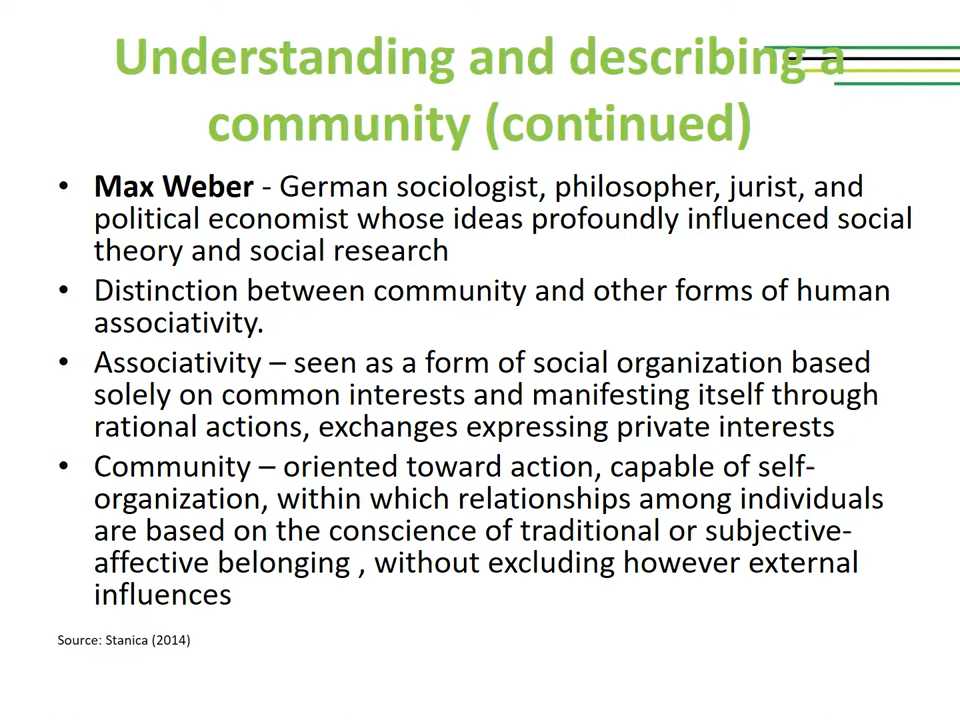 Understanding and describing a
community (continued)
• Max Weber - German sociologist, philosopher, jurist, and
political economist whose ideas profoundly influenced social
theory and social research
• Distinction between community and other forms of human
associativity.
• Associativity – seen as a form of social organization based
solely on common interests and manifesting itself through
rational actions, exchanges expressing private interests
• Community – oriented toward action, capable of self-
organization, within which relationships among individuals
are based on the conscience of traditional or subjective-
affective belonging , without excluding however external
influences
Source: Stanica (2014)